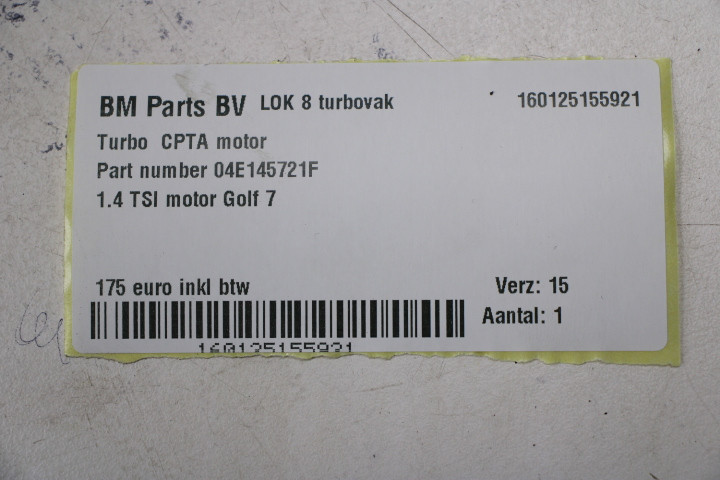 BM Parts BV LOK 8 turbovak 160125155921
Turbo CPTA motor
Part number 04E145721F
1.4 TSI motor Golf 7
175 euro inkl btw Verz: 15
Aantal: 1
160125155921